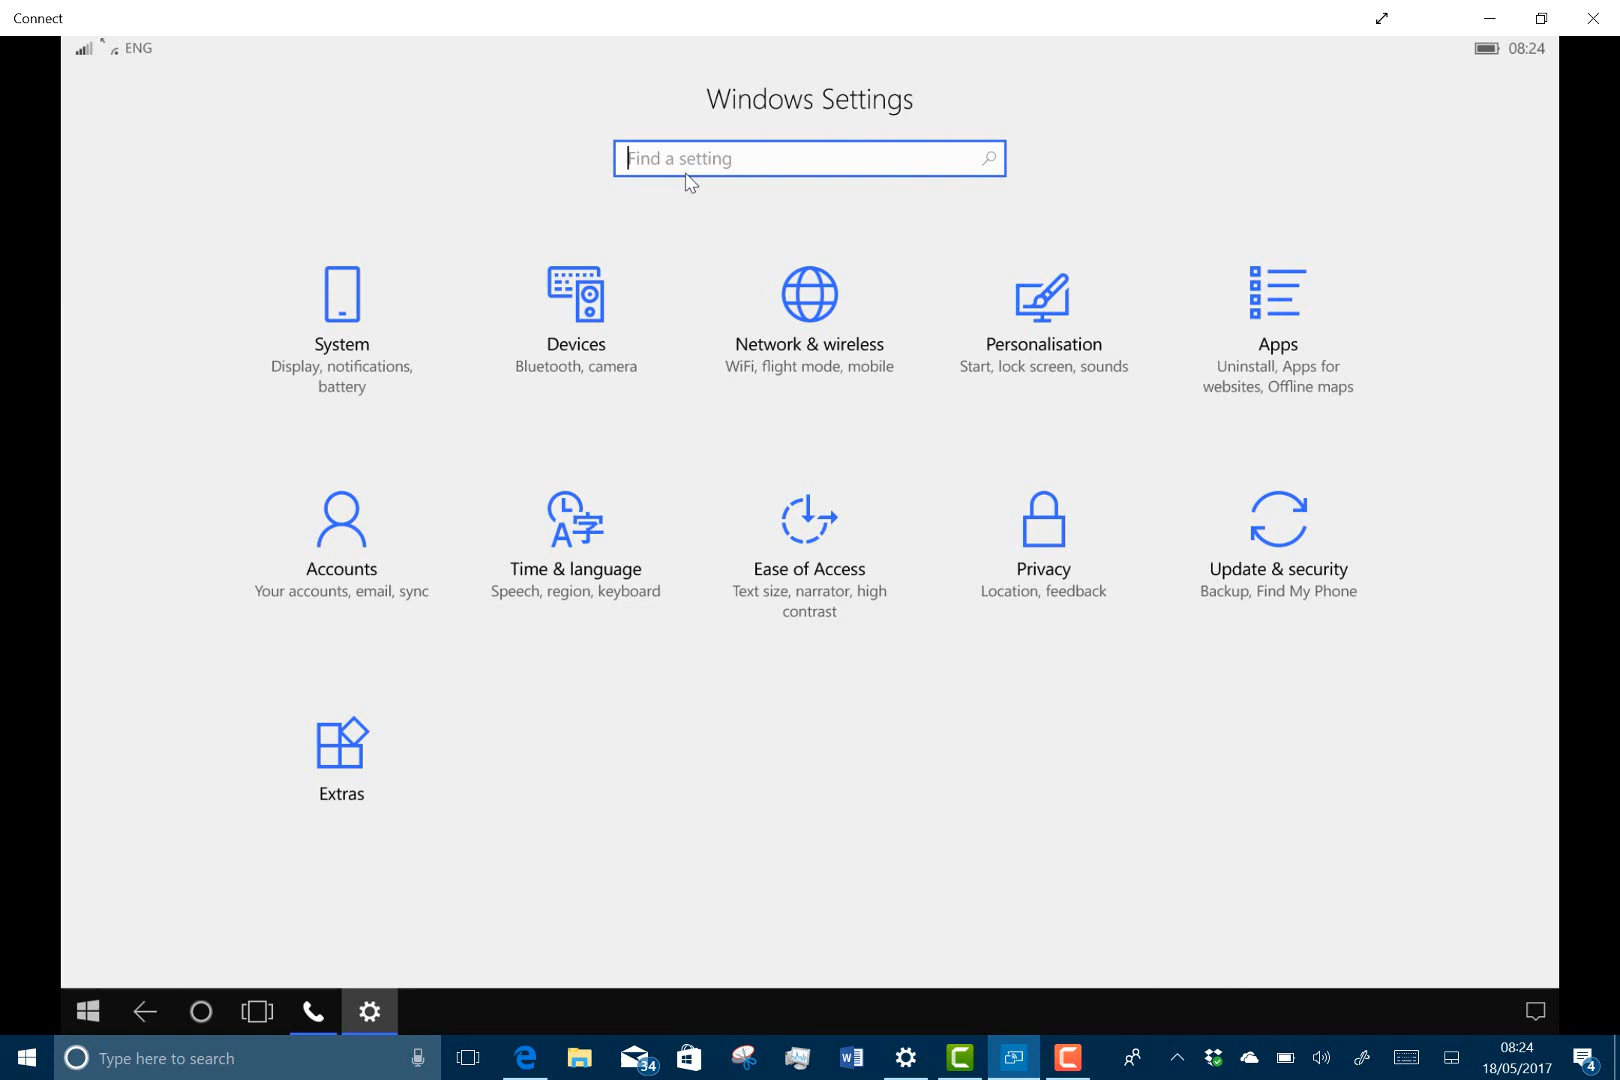 Connect
ENG
08:24
Windows Settings
Find a setting
System
Display, notifications,
battery
Devices
Bluetooth, camera
Network & wireless
WiFi, flight mode, mobile
Personalisation
Start, lock screen, sounds
Apps
Uninstall, Apps for
websites, Offline maps
Accounts
Your accounts, email, sync
Time & language
Speech, region, keyboard
Ease of Access
Text size, narrator, high
contrast
Privacy
Location, feedback
Update & security
Backup, Find My Phone
Extras
Type here to search
34
08:24
18/05/2017
4